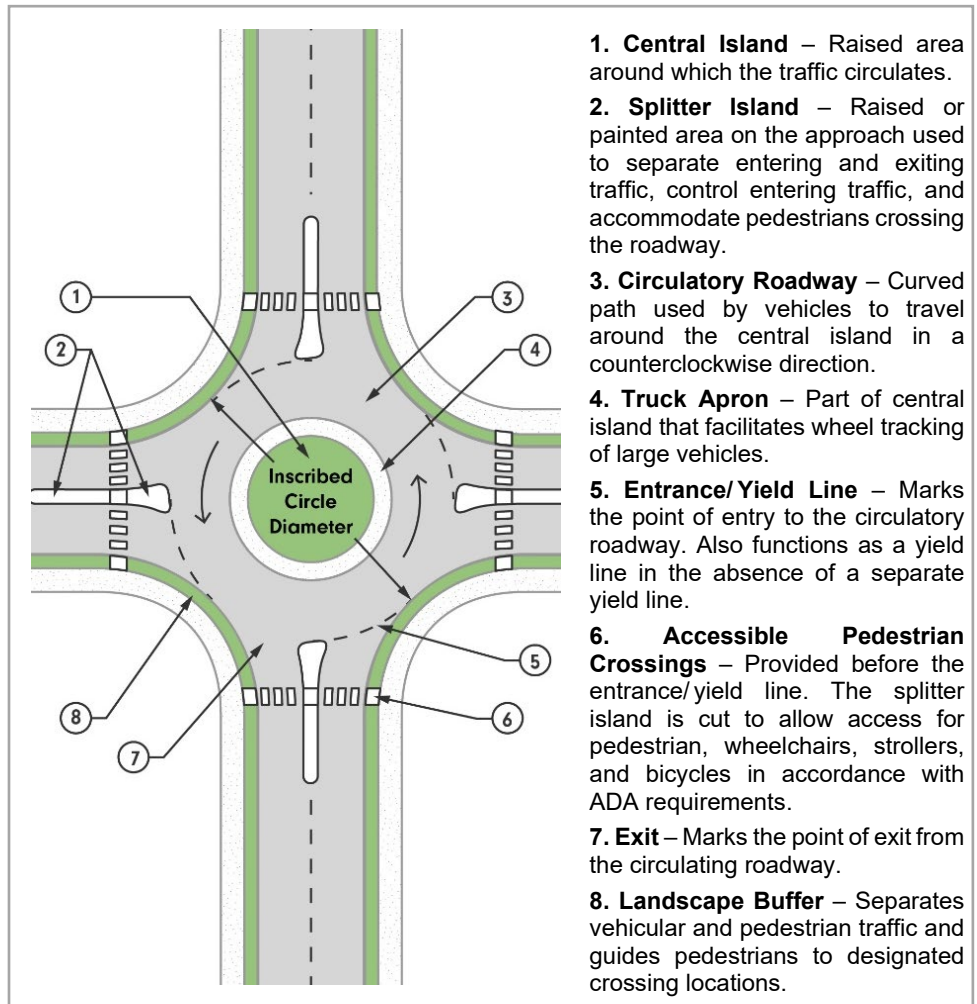 1
2
3
4
Inscribed
Circle
Diameter
5
6
7
8
1. Central Island – Raised area
around which the traffic circulates.
2. Splitter Island – Raised or
painted area on the approach used
to separate entering and exiting
traffic, control entering traffic, and
accommodate pedestrians crossing
the roadway.
3. Circulatory Roadway – Curved
path used by vehicles to travel
around the central island in a
counterclockwise direction.
4. Truck Apron – Part of central
island that facilitates wheel tracking
of large vehicles.
5. Entrance/ Yield Line – Marks
the point of entry to the circulatory
roadway. Also functions as a yield
line in the absence of a separate
yield line.
6. Accessible Pedestrian
Crossings – Provided before the
entrance/ yield line. The splitter
island is cut to allow access for
pedestrian, wheelchairs, strollers,
and bicycles in accordance with
ADA requirements.
7. Exit – Marks the point of exit from
the circulating roadway.
8. Landscape Buffer – Separates
vehicular and pedestrian traffic and
guides pedestrians to designated
crossing locations.